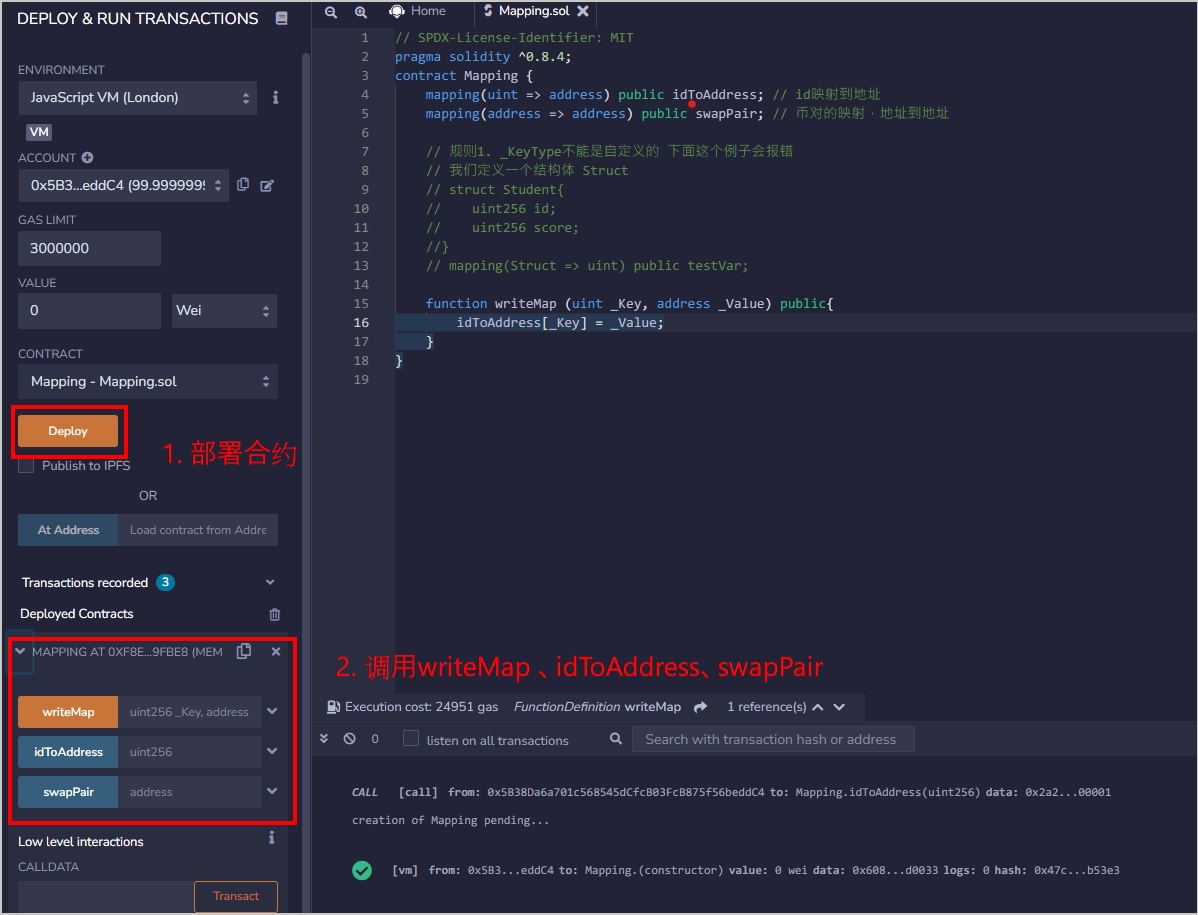 DEPLOY & RUN TRANSACTIONS
ENVIRONMENT
JavaScript VM (London)
VM
ACCOUNT
0x5B3...eddC4 (99.9999999
GAS LIMIT
3000000
VALUE
0
Wei
CONTRACT
Mapping - Mapping.sol
Deploy
1. 部署合约
Publish to IPFS
OR
At Address
Load contract from Addre
Transactions recorded 3
Deployed Contracts
MAPPING AT 0XF8E...9FBE8 (MEM
writeMap
uint256 _Key, address
idToAddress
uint256
swapPair
address
Low level interactions
CALLDATA
Transact
Home
Mapping.sol
1 // SPDX-License-Identifier: MIT
2 pragma solidity ^0.8.4;
3 contract Mapping {
4 mapping(uint => address) public idToAddress; // id映射到地址
5 mapping(address => address) public swapPair; // 币对的映射，地址到地址
6
7 // 规则1. _KeyType不能是自定义的 下面这个例子会报错
8 // 我们定义一个结构体 Struct
9 // struct Student{
10 //    uint256 id;
11 //    uint256 score;
12 //}
13 // mapping(Struct => uint) public testVar;
14
15 function writeMap (uint _Key, address _Value) public{
16 idToAddress[_Key] = _Value;
17 }
18 }
19
2. 调用writeMap、idToAddress、swapPair
Execution cost: 24951 gas FunctionDefinition writeMap 1 reference(s)
0 listen on all transactions
Search with transaction hash or address
CALL [call] from: 0x5B38Da6a701c568545dCfcB03FcB875f56beddC4 to: Mapping.idToAddress(uint256) data: 0x2a2...00001
creation of Mapping pending...
[vm] from: 0x5B3...eddC4 to: Mapping.(constructor) value: 0 wei data: 0x608...d0033 logs: 0 hash: 0x47c...b53e3